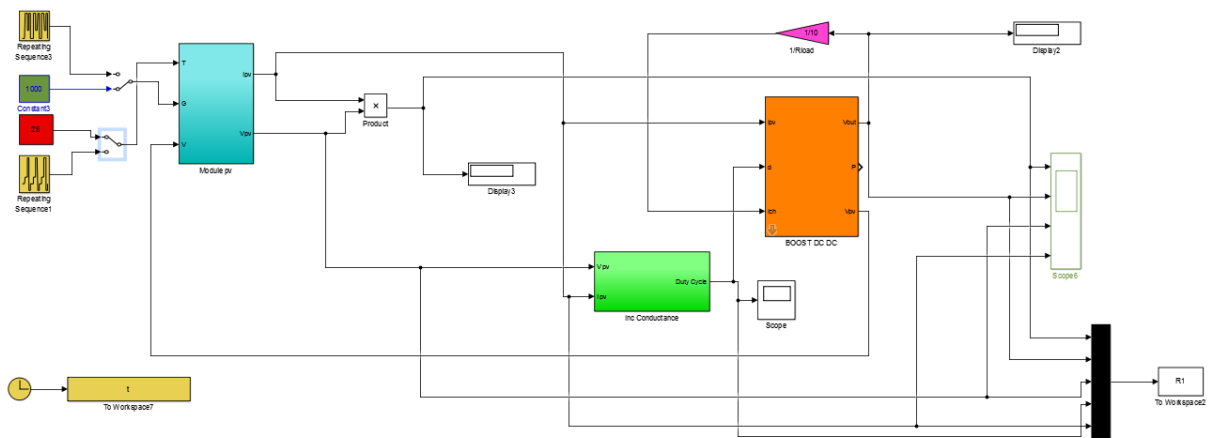 Repeating
Sequence3
1000
Constant3
25
Repeating
Sequence1
T
G
V
Ipv
Vpv
Module pv
×
Product
Display3
1/10
1/Rload
Display2
Ipv
d
Ich
Vout
P
Vpv
BOOST DC DC
Vpv
Ipv
Duty Cycle
Inc Conductance
Scope
Scope6
t
To Workspace7
R1
To Workspace2